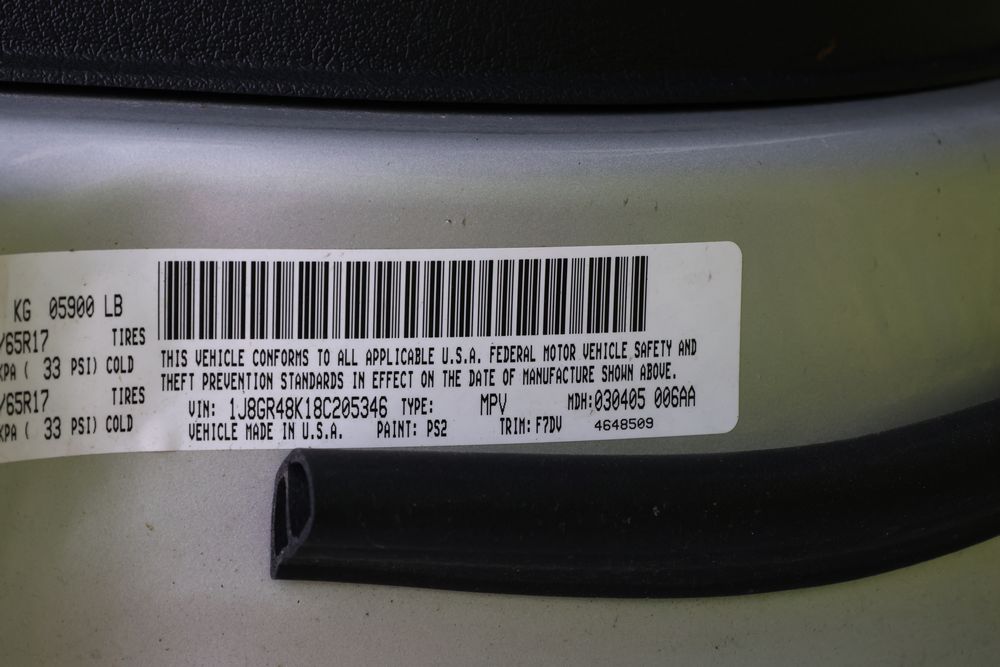 KG 05900 LB
/65R17 TIRES
KPA ( 33 PSI) COLD
/65R17 TIRES
KPA ( 33 PSI) COLD
THIS VEHICLE CONFORMS TO ALL APPLICABLE U.S.A. FEDERAL MOTOR VEHICLE SAFETY AND
THEFT PREVENTION STANDARDS IN EFFECT ON THE DATE OF MANUFACTURE SHOWN ABOVE.
VIN: 1J8GR48K18C205346 TYPE: MPV MDH:030405 006AA
VEHICLE MADE IN U.S.A. PAINT: PS2 TRIM: F7DV 4648509